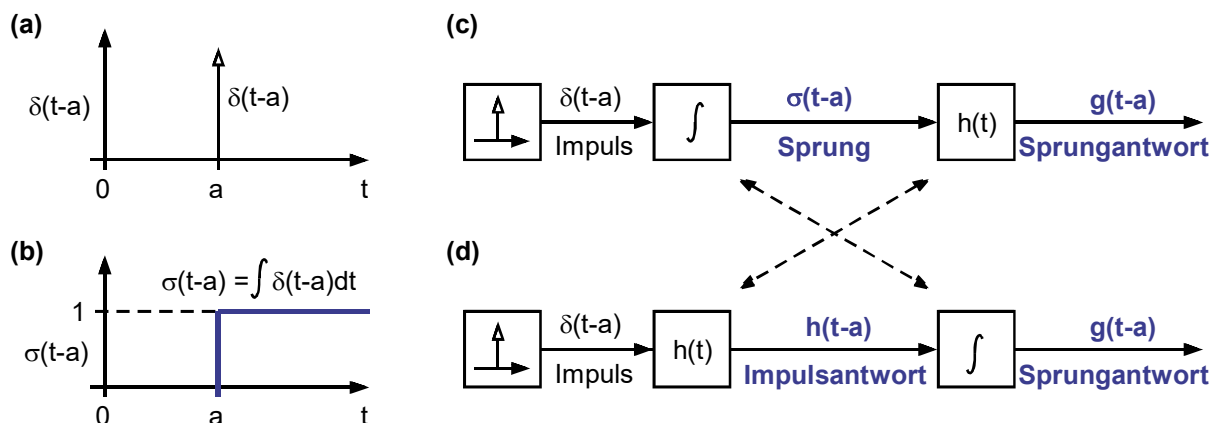 (a)
δ(t-a)
δ(t-a)
0
a
t
(b)
σ(t-a) = ∫ δ(t-a)dt
1
σ(t-a)
0
a
t
(c)
δ(t-a)
Impuls
∫
σ(t-a)
Sprung
h(t)
g(t-a)
Sprungantwort
(d)
δ(t-a)
Impuls
h(t)
h(t-a)
Impulsantwort
∫
g(t-a)
Sprungantwort